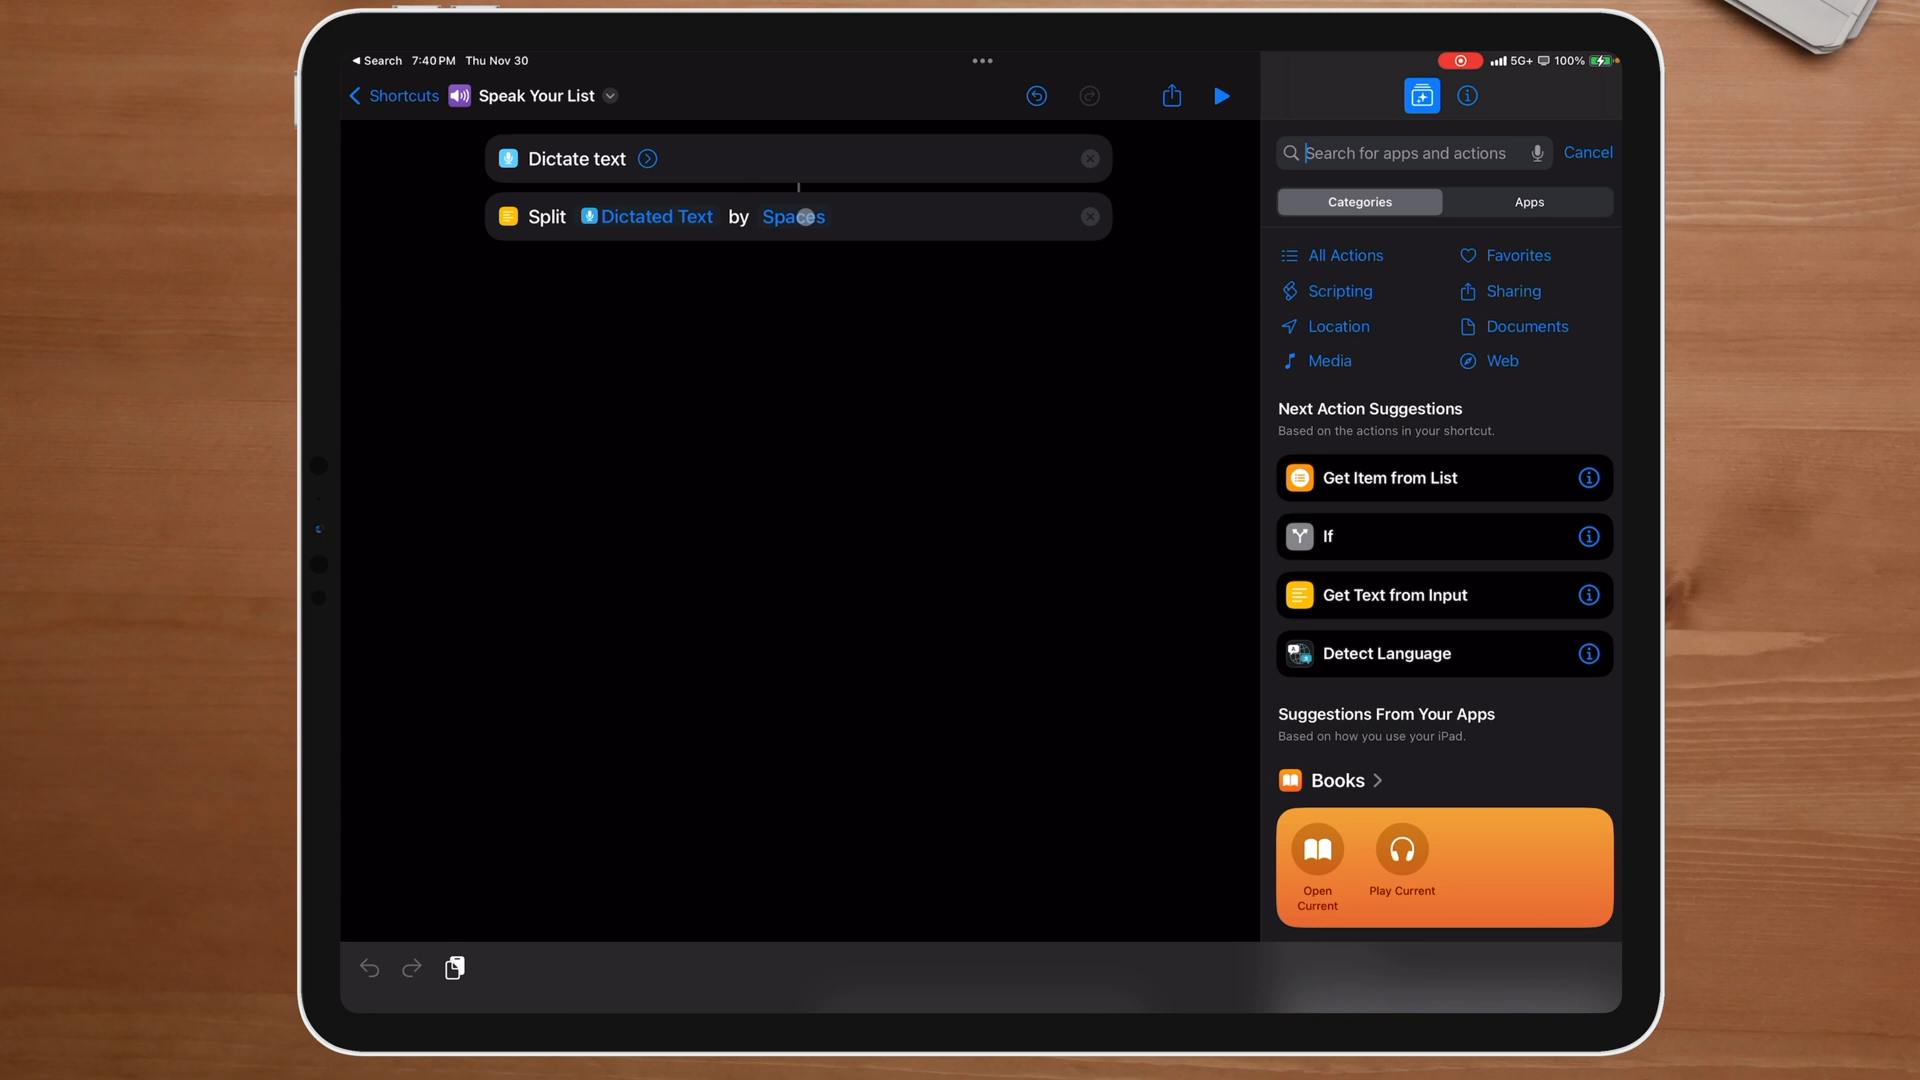 Search 7:40 PM Thu Nov 30
5G+ 100%
Shortcuts Speak Your List
Dictate text
Split Dictated Text by Spaces
Search for apps and actions Cancel
Categories Apps
All Actions Favorites
Scripting Sharing
Location Documents
Media Web
Next Action Suggestions
Based on the actions in your shortcut.
Get Item from List
If
Get Text from Input
Detect Language
Suggestions From Your Apps
Based on how you use your iPad.
Books
Open Current
Play Current